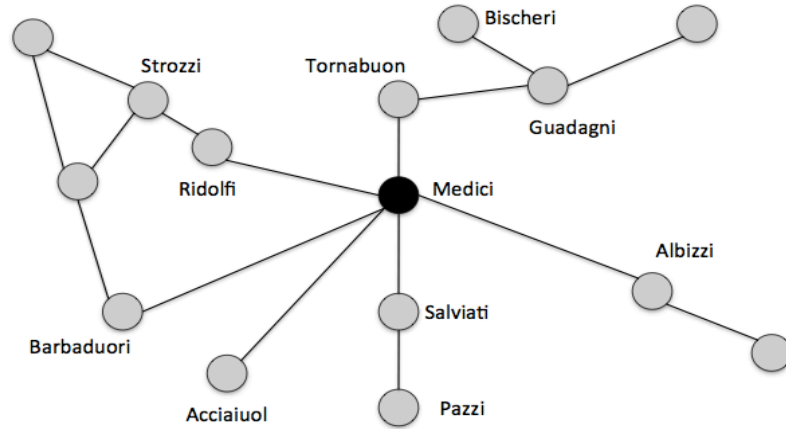 Bischeri
Strozzi
Tornabuon
Guadagni
Ridolfi
Medici
Albizzi
Salviati
Barbaduori
Acciaiuol
Pazzi